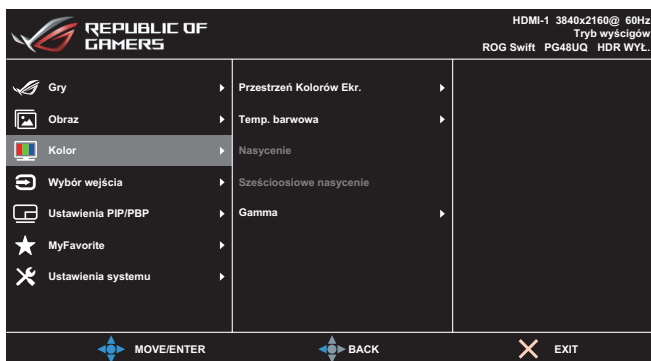 REPUBLIC OF
GAMERS
HDMI-1 3840x2160@ 60Hz
Tryb wyścigów
ROG Swift PG48UQ HDR WYŁ.
Gry
Obraz
Kolor
Wybór wejścia
Ustawienia PIP/PBP
MyFavorite
Ustawienia systemu
Przestrzeń Kolorów Ekr.
Temp. barwowa
Nasycenie
Sześcioosiowe nasycenie
Gamma
MOVE/ENTER
BACK
EXIT